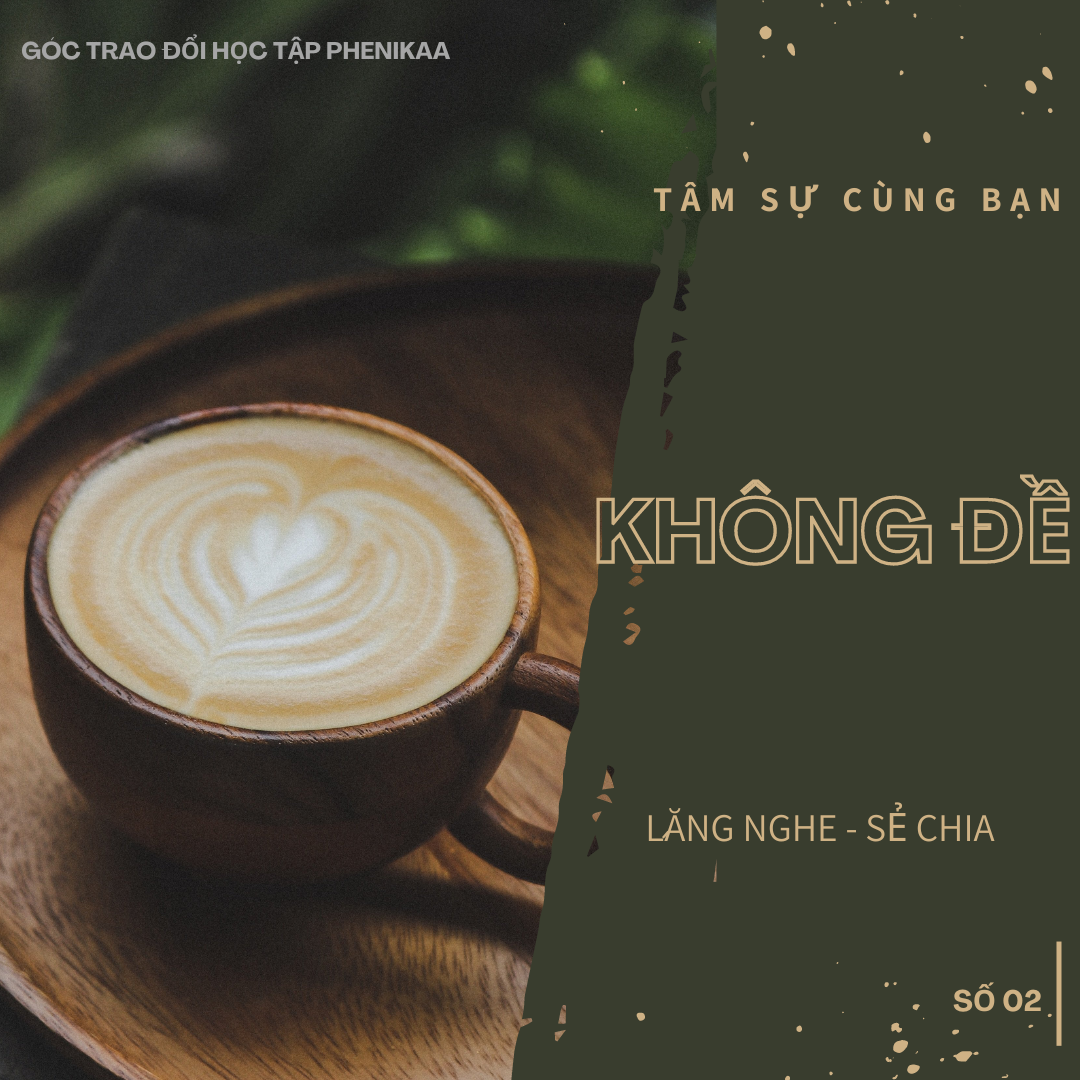 GÓC TRAO ĐỔI HỌC TẬP PHENIKAA
TÂM SỰ CÙNG BẠN
KHÔNG ĐỀ
LẮNG NGHE - SẺ CHIA
SỐ 02